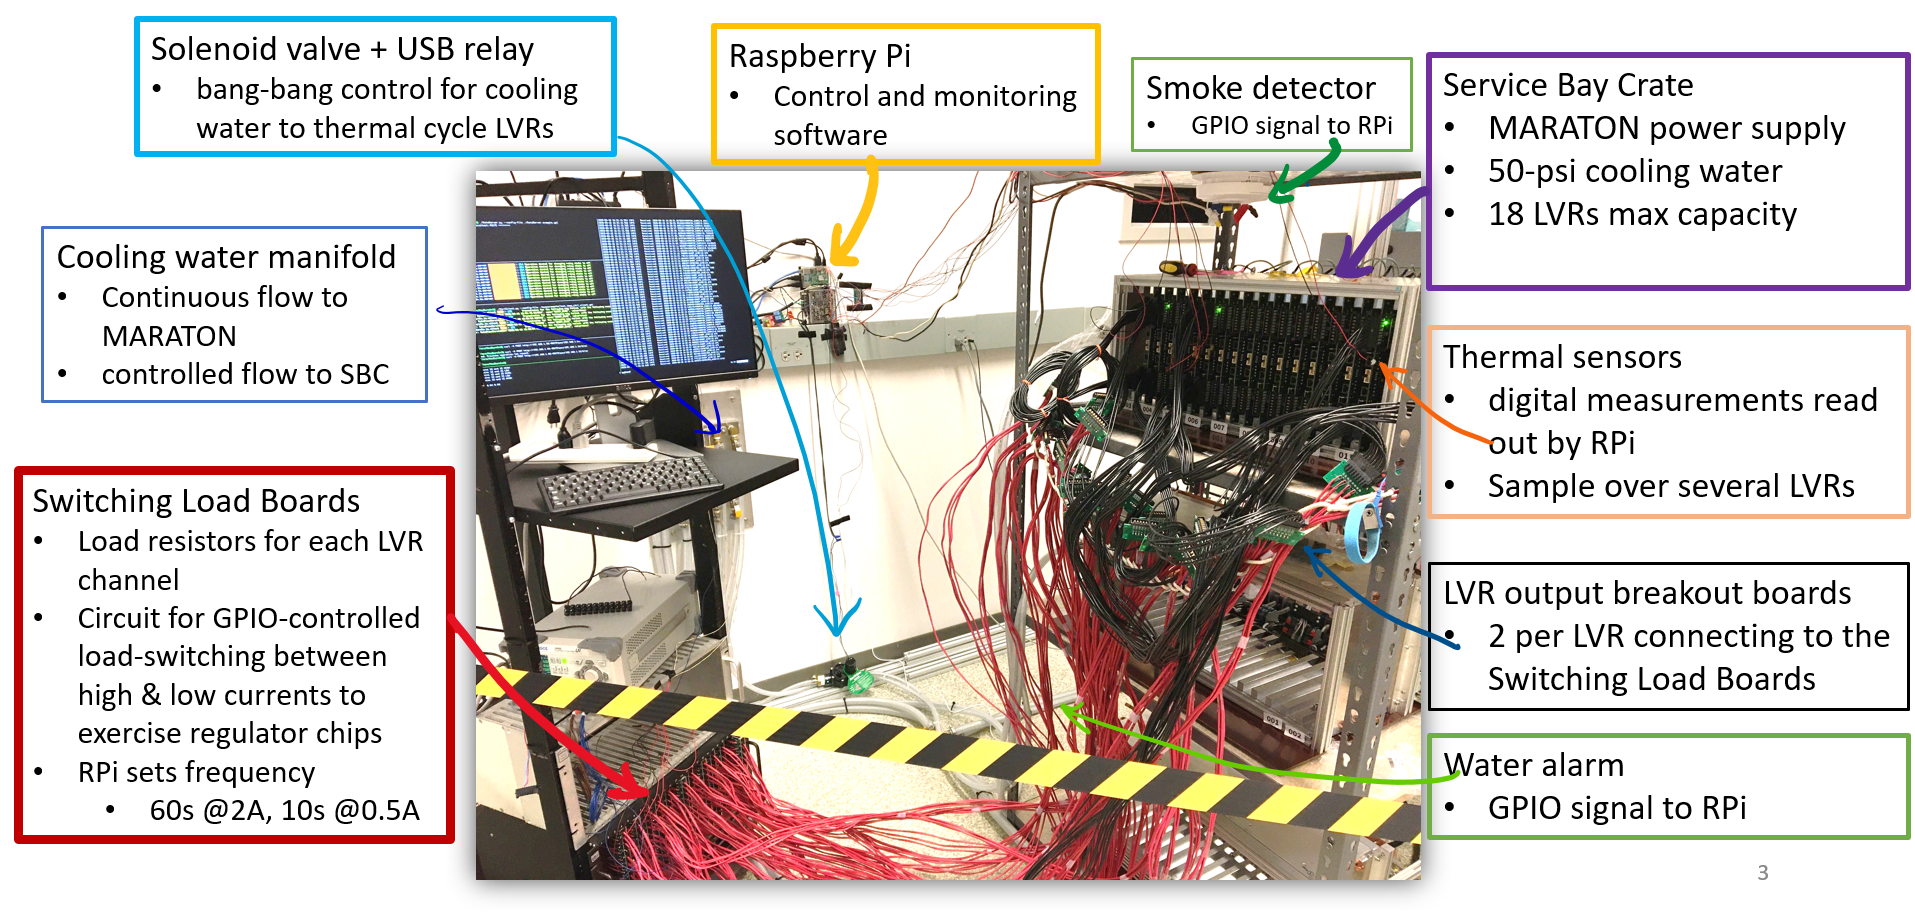 Solenoid valve + USB relay
• bang-bang control for cooling
water to thermal cycle LVRs
Raspberry Pi
• Control and monitoring
software
Smoke detector
• GPIO signal to RPi
Service Bay Crate
• MARATON power supply
• 50-psi cooling water
• 18 LVRs max capacity
Cooling water manifold
• Continuous flow to
MARATON
• controlled flow to SBC
Thermal sensors
• digital measurements read
out by RPi
• Sample over several LVRs
Switching Load Boards
• Load resistors for each LVR
channel
• Circuit for GPIO-controlled
load-switching between
high & low currents to
exercise regulator chips
• RPi sets frequency
• 60s @2A, 10s @0.5A
LVR output breakout boards
• 2 per LVR connecting to the
Switching Load Boards
Water alarm
• GPIO signal to RPi
006
007
001
002
3